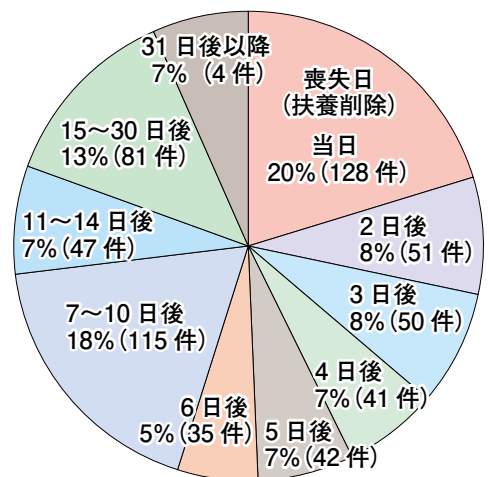 喪失日
(扶養削除)
当日
20%(128 件)
2 日後
8%(51 件)
3 日後
8%(50 件)
4 日後
7%(41 件)
5 日後
7%(42 件)
6 日後
5%(35 件)
7〜10 日後
18%(115 件)
11〜14 日後
7%(47 件)
15〜30 日後
13%(81 件)
31 日後以降
7% (4 件)